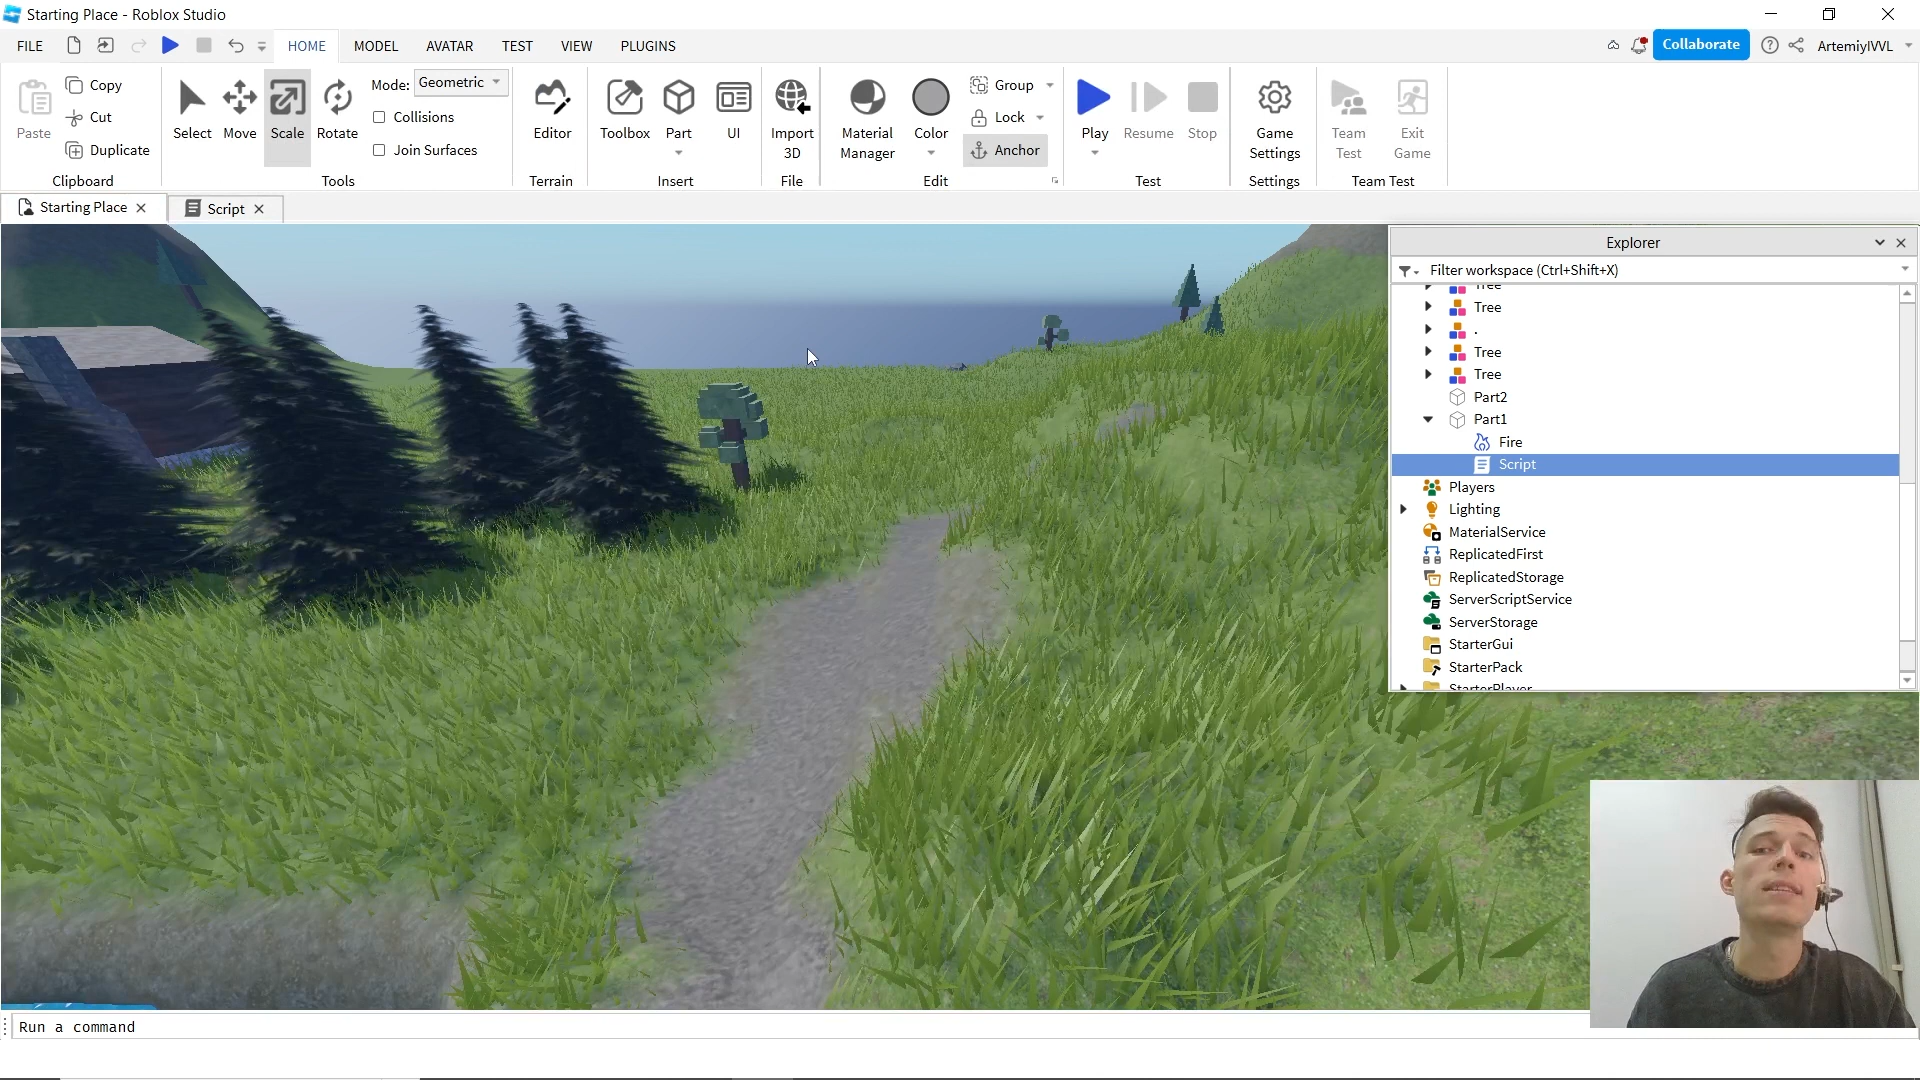 Starting Place - Roblox Studio
FILE HOME MODEL AVATAR TEST VIEW PLUGINS Collaborate ArtemiyIVVL
Paste
Copy
Cut
Duplicate
Clipboard
Select Move Scale Rotate
Mode: Geometric
Collisions
Join Surfaces
Tools
Editor
Terrain
Toolbox Part UI
Insert
Import
3D
File
Material
Manager
Color
Group
Lock
Anchor
Edit
Play Resume Stop
Test
Game
Settings
Settings
Team
Test
Exit
Game
Team Test
Starting Place
Script
Explorer
Filter workspace (Ctrl+Shift+X)
Tree
Tree
.
Tree
Tree
Part2
Part1
Fire
Script
Players
Lighting
MaterialService
ReplicatedFirst
ReplicatedStorage
ServerScriptService
ServerStorage
StarterGui
StarterPack
StarterPlayer
Run a command